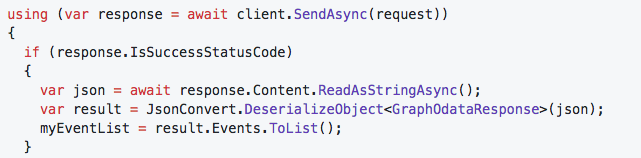 using (var response = await client.SendAsync(request))
{
if (response.IsSuccessStatusCode)
{
var json = await response.Content.ReadAsStringAsync();
var result = JsonConvert.DeserializeObject<GraphOdataResponse>(json);
myEventList = result.Events.ToList();
}